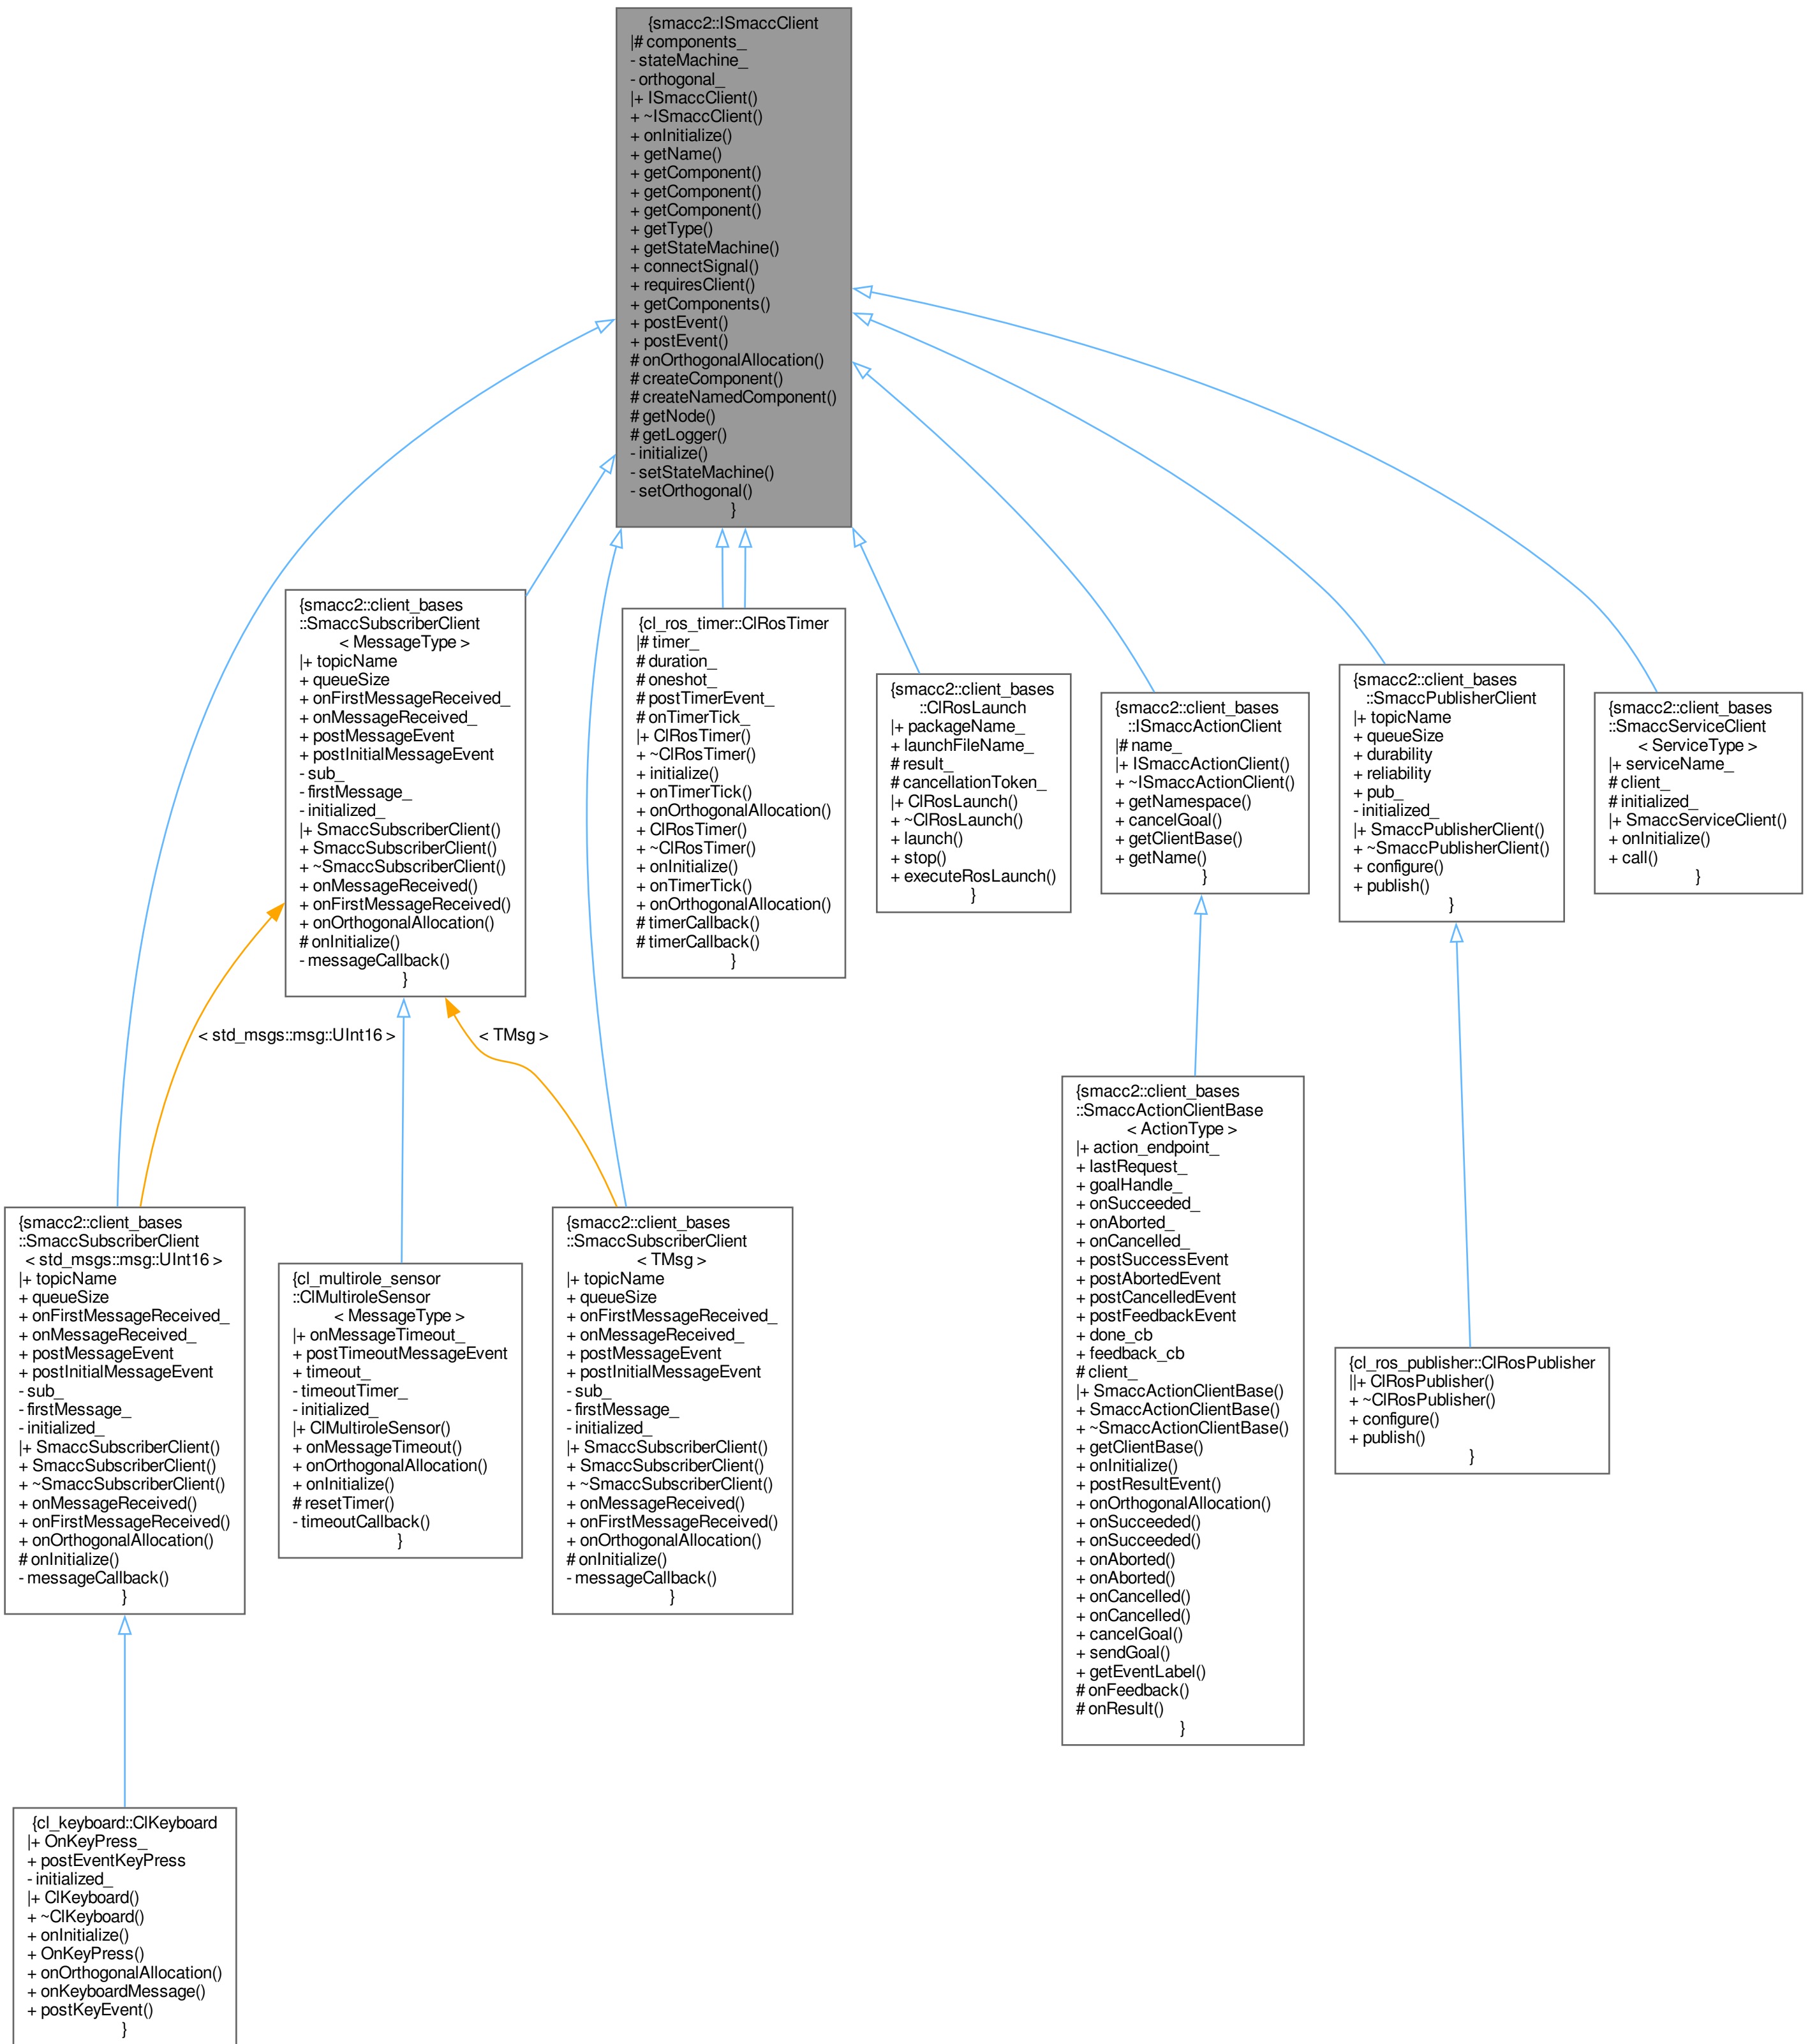 {smacc2::ISmaccClient
|# components_
- stateMachine_
- orthogonal_
|+ ISmaccClient()
+ ~ISmaccClient()
+ onInitialize()
+ getName()
+ getComponent()
+ getComponent()
+ getComponent()
+ getType()
+ getStateMachine()
+ connectSignal()
+ requiresClient()
+ getComponents()
+ postEvent()
+ postEvent()
# onOrthogonalAllocation()
# createComponent()
# createNamedComponent()
# getNode()
# getLogger()
- initialize()
- setStateMachine()
- setOrthogonal()
}
{smacc2::client_bases
::SmaccSubscriberClient
< MessageType >
|+ topicName
+ queueSize
+ onFirstMessageReceived_
+ onMessageReceived_
+ postMessageEvent
+ postInitialMessageEvent
- sub_
- firstMessage_
- initialized_
|+ SmaccSubscriberClient()
+ SmaccSubscriberClient()
+ ~SmaccSubscriberClient()
+ onMessageReceived()
+ onFirstMessageReceived()
+ onOrthogonalAllocation()
# onInitialize()
- messageCallback()
}
{cl_ros_timer::ClRosTimer
|# timer_
# duration_
# oneshot_
# postTimerEvent_
# onTimerTick_
|+ ClRosTimer()
+ ~ClRosTimer()
+ initialize()
+ onTimerTick()
+ onOrthogonalAllocation()
+ ClRosTimer()
+ ~ClRosTimer()
+ onInitialize()
+ onTimerTick()
+ onOrthogonalAllocation()
# timerCallback()
# timerCallback()
}
{smacc2::client_bases
::ClRosLaunch
|+ packageName_
+ launchFileName_
# result_
# cancellationToken_
|+ ClRosLaunch()
+ ~ClRosLaunch()
+ launch()
+ stop()
+ executeRosLaunch()
}
{smacc2::client_bases
::ISmaccActionClient
|# name_
|+ ISmaccActionClient()
+ ~ISmaccActionClient()
+ getNamespace()
+ cancelGoal()
+ getClientBase()
+ getName()
}
{smacc2::client_bases
::SmaccPublisherClient
|+ topicName
+ queueSize
+ durability
+ reliability
+ pub_
- initialized_
|+ SmaccPublisherClient()
+ ~SmaccPublisherClient()
+ configure()
+ publish()
}
{smacc2::client_bases
::SmaccServiceClient
< ServiceType >
|+ serviceName_
# client_
# initialized_
|+ SmaccServiceClient()
+ onInitialize()
+ call()
}
< std_msgs::msg::UInt16 >
< TMsg >
{smacc2::client_bases
::SmaccSubscriberClient
< std_msgs::msg::UInt16 >
|+ topicName
+ queueSize
+ onFirstMessageReceived_
+ onMessageReceived_
+ postMessageEvent
+ postInitialMessageEvent
- sub_
- firstMessage_
- initialized_
|+ SmaccSubscriberClient()
+ SmaccSubscriberClient()
+ ~SmaccSubscriberClient()
+ onMessageReceived()
+ onFirstMessageReceived()
+ onOrthogonalAllocation()
# onInitialize()
- messageCallback()
}
{cl_multirole_sensor
::ClMultiroleSensor
< MessageType >
|+ onMessageTimeout_
+ postTimeoutMessageEvent
+ timeout_
- timeoutTimer_
- initialized_
|+ ClMultiroleSensor()
+ onMessageTimeout()
+ onOrthogonalAllocation()
+ onInitialize()
# resetTimer()
- timeoutCallback()
}
{smacc2::client_bases
::SmaccSubscriberClient
< TMsg >
|+ topicName
+ queueSize
+ onFirstMessageReceived_
+ onMessageReceived_
+ postMessageEvent
+ postInitialMessageEvent
- sub_
- firstMessage_
- initialized_
|+ SmaccSubscriberClient()
+ SmaccSubscriberClient()
+ ~SmaccSubscriberClient()
+ onMessageReceived()
+ onFirstMessageReceived()
+ onOrthogonalAllocation()
# onInitialize()
- messageCallback()
}
{smacc2::client_bases
::SmaccActionClientBase
< ActionType >
|+ action_endpoint_
+ lastRequest_
+ goalHandle_
+ onSucceeded_
+ onAborted_
+ onCancelled_
+ postSuccessEvent
+ postAbortedEvent
+ postCancelledEvent
+ postFeedbackEvent
+ done_cb
+ feedback_cb
# client_
|+ SmaccActionClientBase()
+ SmaccActionClientBase()
+ ~SmaccActionClientBase()
+ getClientBase()
+ onInitialize()
+ postResultEvent()
+ onOrthogonalAllocation()
+ onSucceeded()
+ onSucceeded()
+ onAborted()
+ onAborted()
+ onCancelled()
+ onCancelled()
+ cancelGoal()
+ sendGoal()
+ getEventLabel()
# onFeedback()
# onResult()
}
{cl_ros_publisher::ClRosPublisher
||+ ClRosPublisher()
+ ~ClRosPublisher()
+ configure()
+ publish()
}
{cl_keyboard::ClKeyboard
|+ OnKeyPress_
+ postEventKeyPress
- initialized_
|+ ClKeyboard()
+ ~ClKeyboard()
+ onInitialize()
+ OnKeyPress()
+ onOrthogonalAllocation()
+ onKeyboardMessage()
+ postKeyEvent()
}